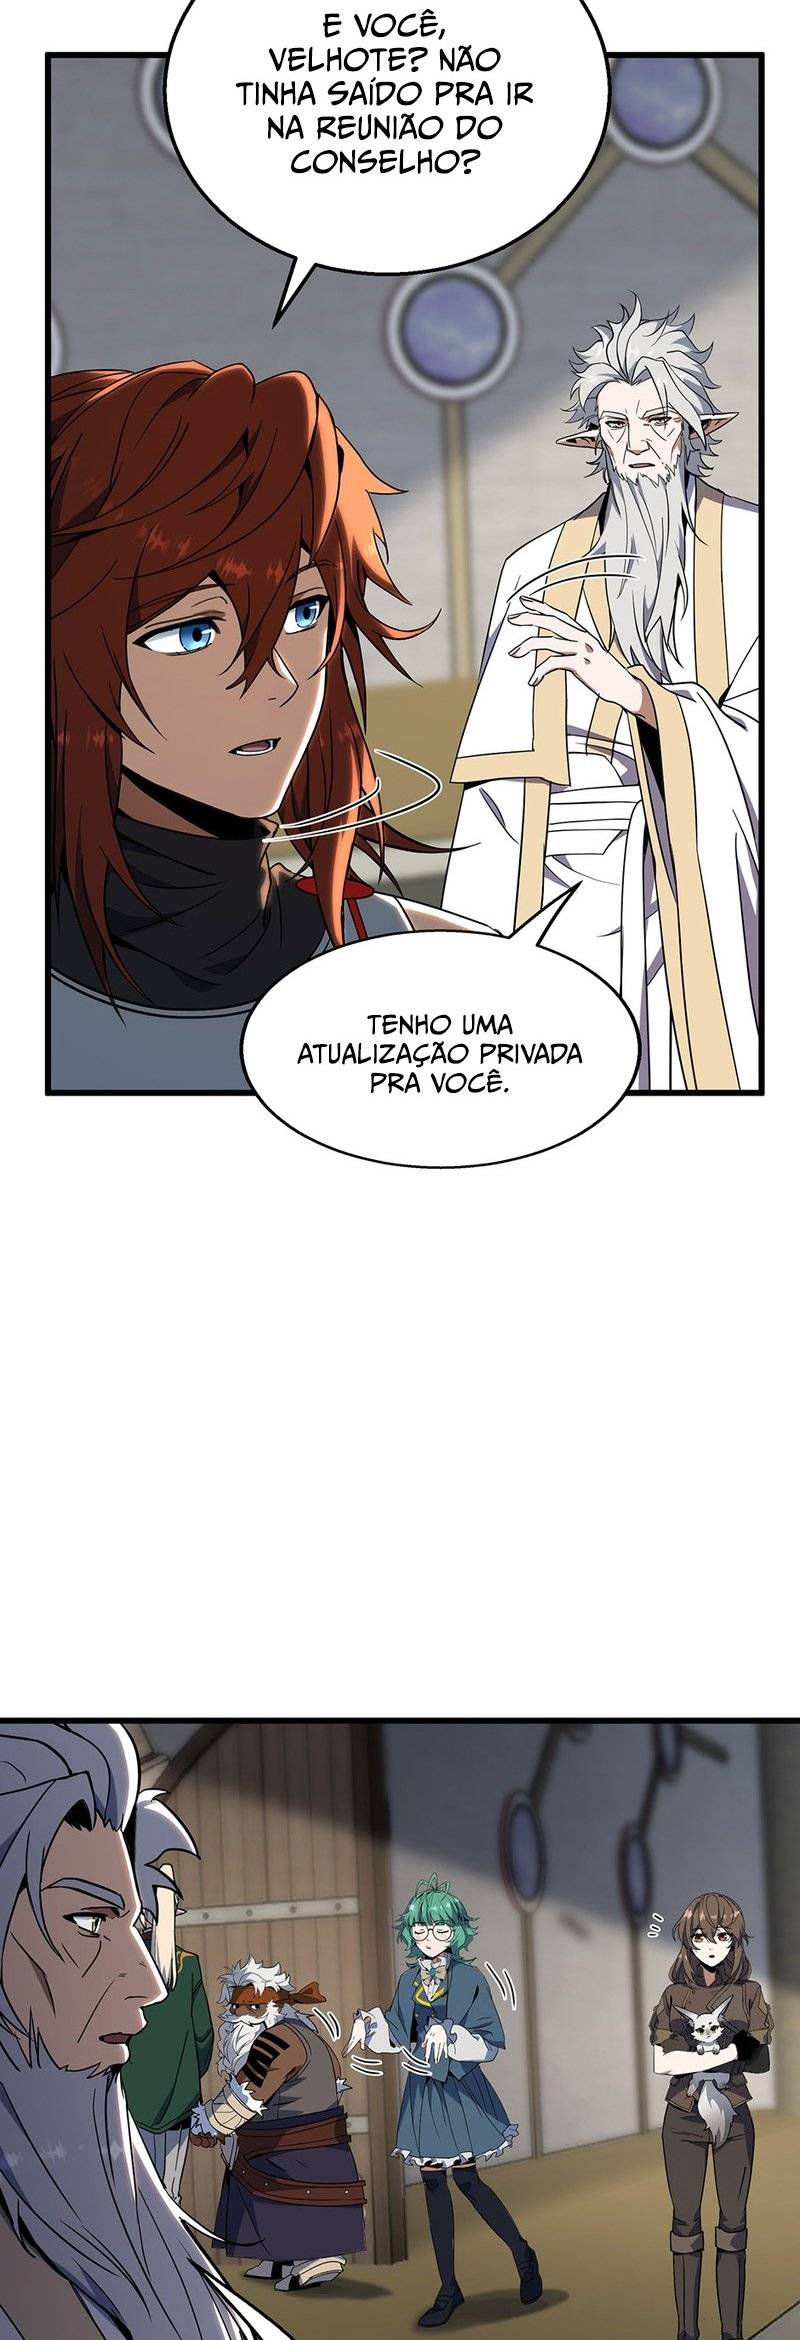 E VOCÊ,
VELHOTE? NÃO
TINHA SAÍDO PRA IR
NA REUNIÃO DO
CONSELHO?
TENHO UMA
ATUALIZAÇÃO PRIVADA
PRA VOCÊ.